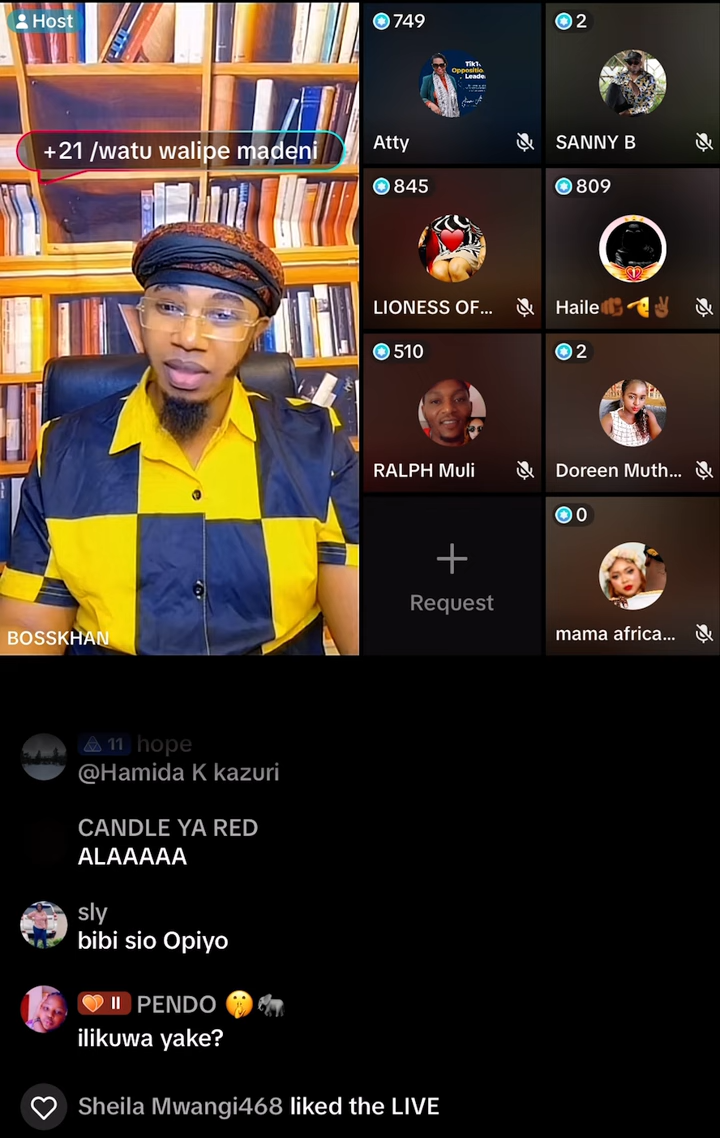 Host
+21 /watu walipe madeni
BOSSKHAN
749
Atty
2
SANNY B
845
LIONESS OF...
809
Haile
510
RALPH Muli
2
Doreen Muth...
+
Request
0
mama africa...
11 hope
@Hamida K kazuri
CANDLE YA RED
ALAAAAA
sly
bibi sio Opiyo
II PENDO 🤫🐘
ilikuwa yake?
Sheila Mwangi468 liked the LIVE